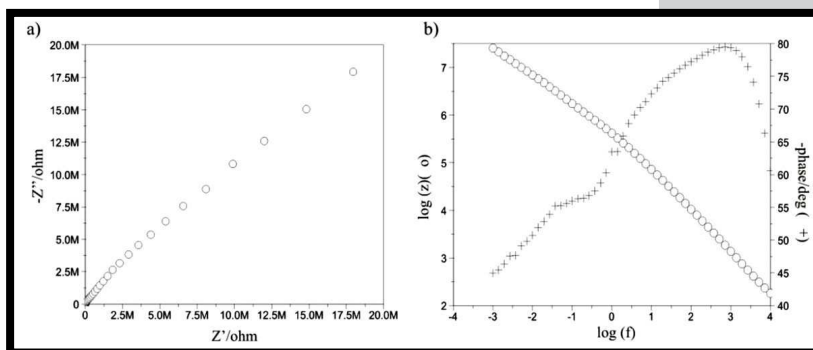 a)
20.0M
17.5M
15.0M
12.5M
10.0M
7.5M
5.0M
2.5M
0
-Z''/ohm
0 2.5M 5.0M 7.5M 10.0M 12.5M 15.0M 17.5M 20.0M
Z'/ohm
b)
7
6
5
4
3
2
log (z)( o)
80
75
70
65
60
55
50
45
40
-phase/deg ( +)
-4 -3 -2 -1 0 1 2 3 4
log (f)